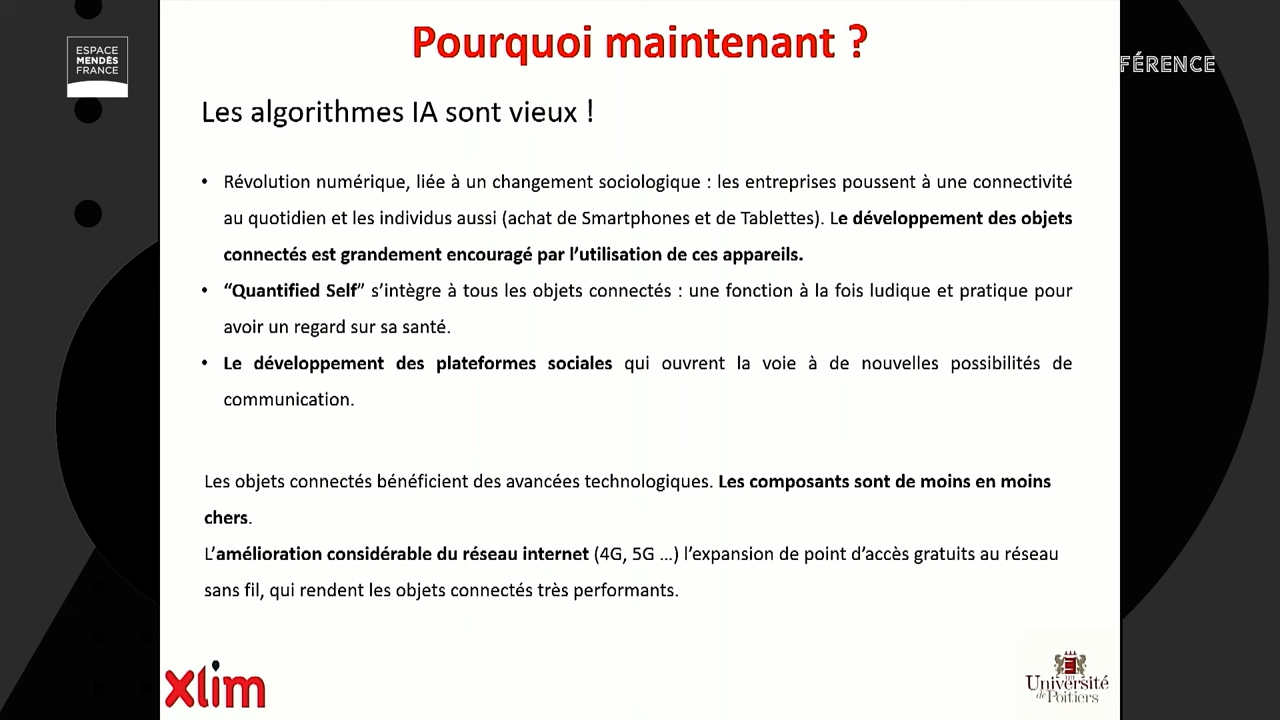 Pourquoi maintenant ?
ESPACE
MENDÈS
FRANCE
FÉRENCE
Les algorithmes IA sont vieux !
• Révolution numérique, liée à un changement sociologique : les entreprises poussent à une connectivité
au quotidien et les individus aussi (achat de Smartphones et de Tablettes). Le développement des objets
connectés est grandement encouragé par l’utilisation de ces appareils.
• “Quantified Self” s’intègre à tous les objets connectés : une fonction à la fois ludique et pratique pour
avoir un regard sur sa santé.
• Le développement des plateformes sociales qui ouvrent la voie à de nouvelles possibilités de
communication.
Les objets connectés bénéficient des avancées technologiques. Les composants sont de moins en moins
chers.
L’amélioration considérable du réseau internet (4G, 5G ...) l’expansion de point d’accès gratuits au réseau
sans fil, qui rendent les objets connectés très performants.
Xlim
Université
de Poitiers